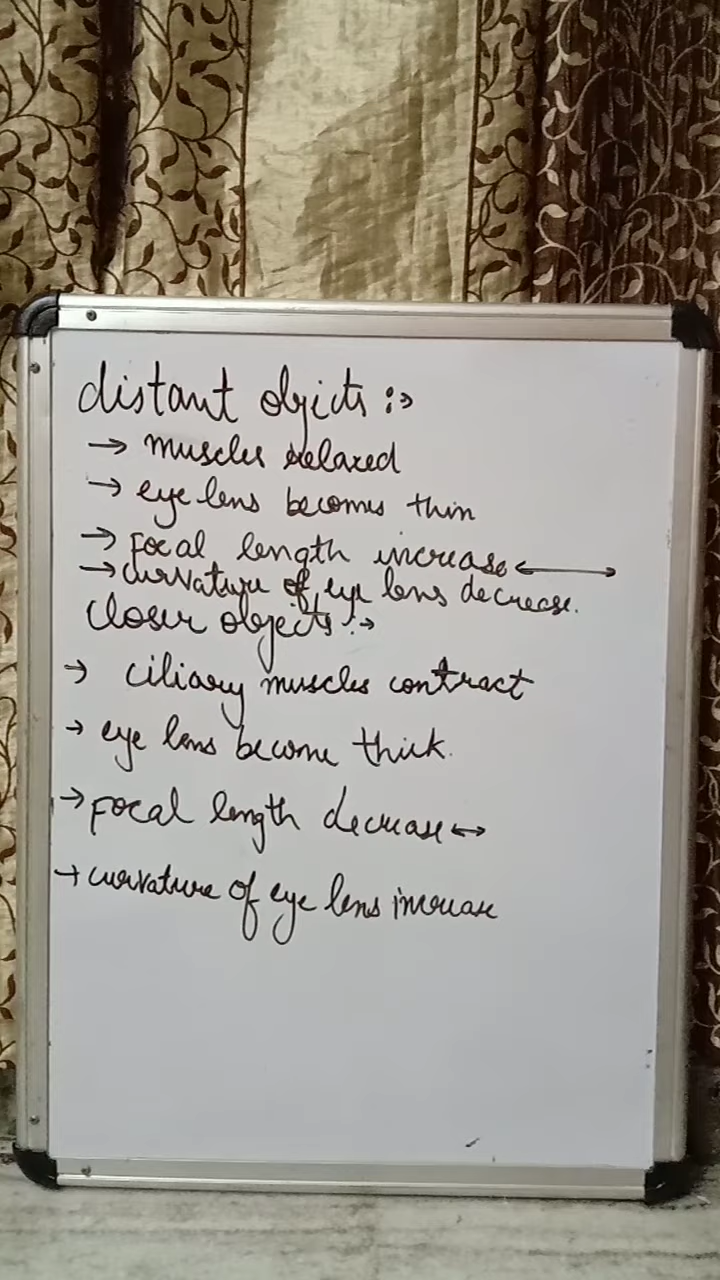 distant objects :->
→ muscles relaxed
→ eye lens becomes thin
→ Focal length increase ⟷
→ curvature of eye lens decrease.
closer objects :->
→ ciliary muscles contract
→ eye lens become thick.
→ Focal length decrease ↔
→ curvature of eye lens increase